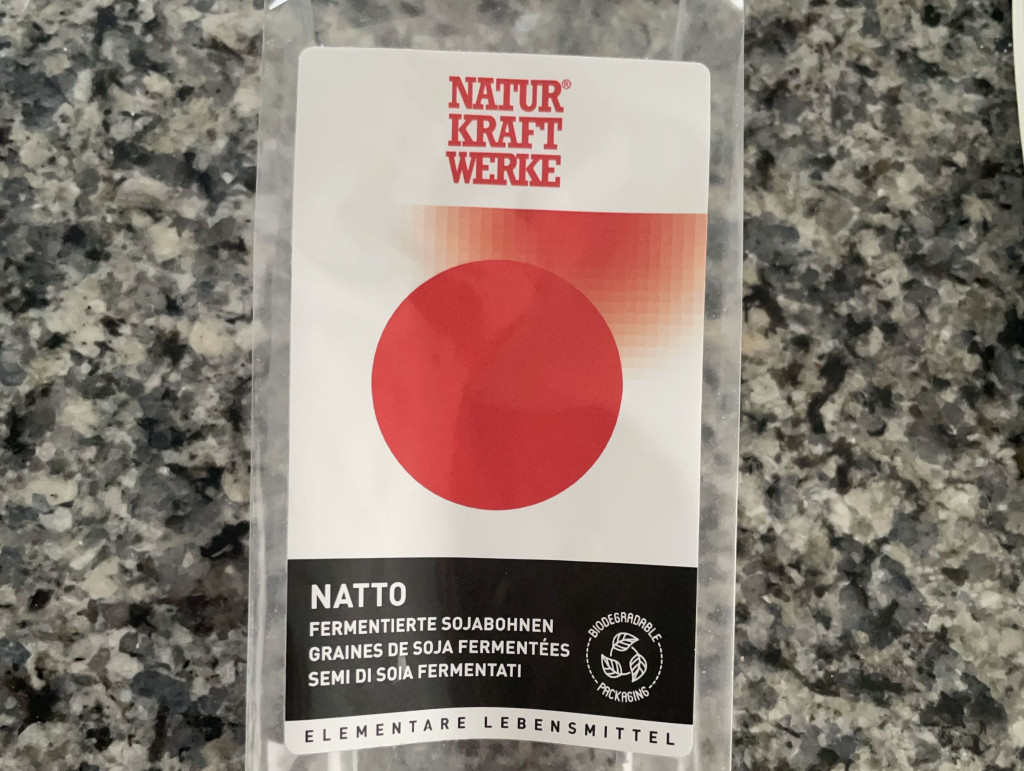 NATUR®
KRAFT
WERKE
NATTO
FERMENTIERTE SOJABOHNEN
GRAINES DE SOJA FERMENTÉES
SEMI DI SOIA FERMENTATI
BIODEGRADABLE
PACKAGING
ELEMENTARE LEBENSMITTEL